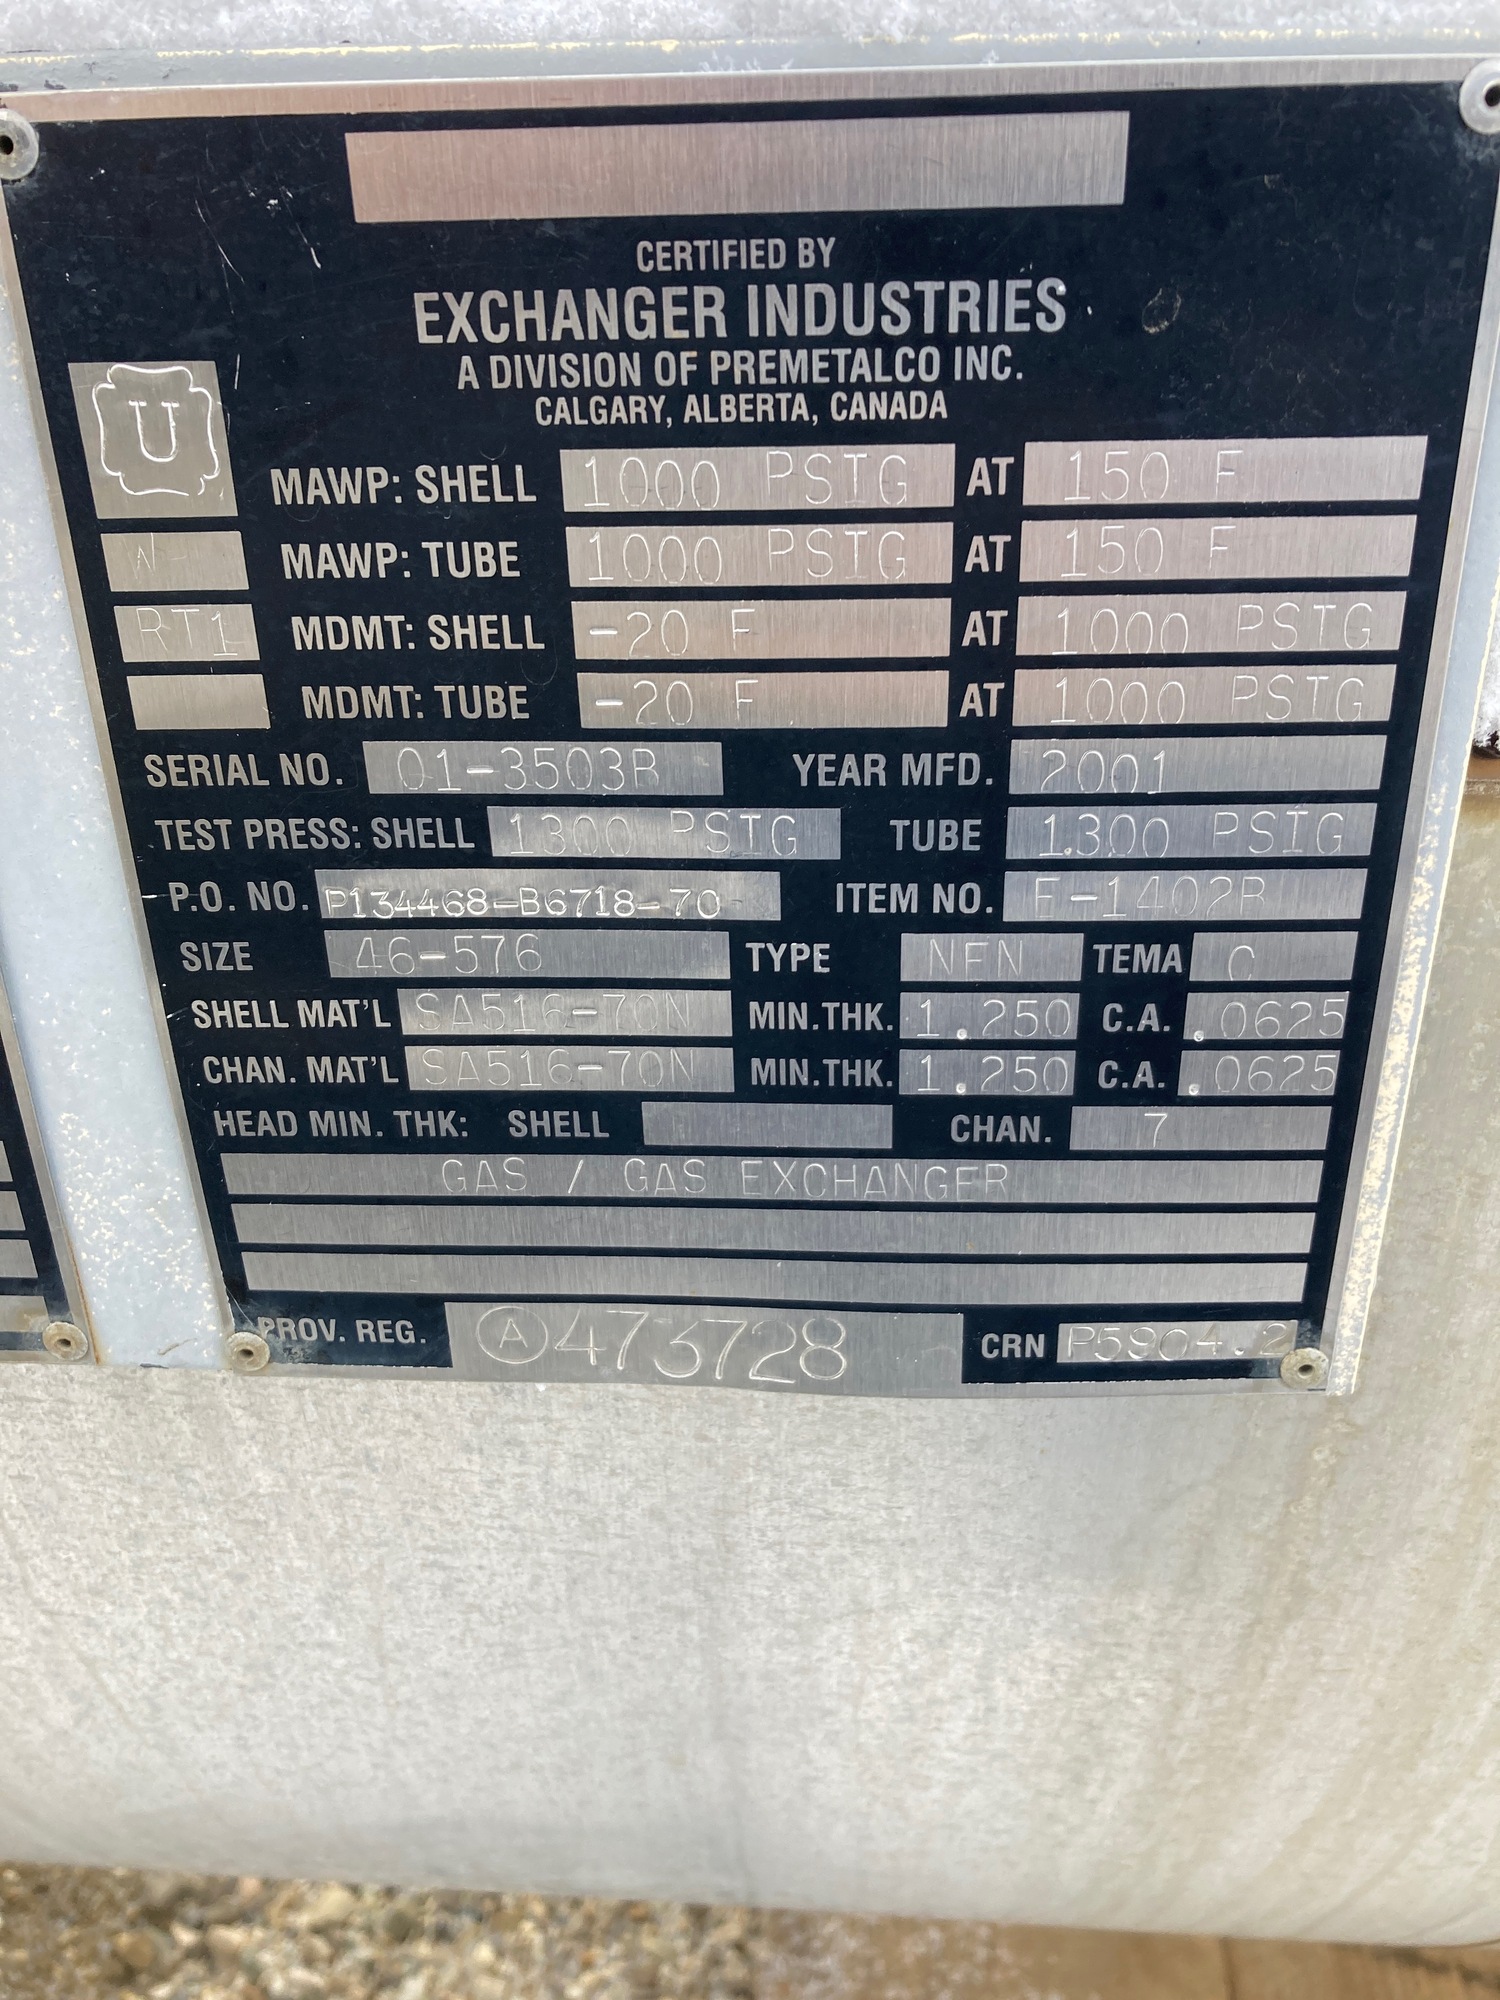 CERTIFIED BY
EXCHANGER INDUSTRIES
A DIVISION OF PREMETALCO INC.
CALGARY, ALBERTA, CANADA
U
MAWP: SHELL 1000 PSIG AT 150 F
W- MAWP: TUBE 1000 PSIG AT 150 F
RT1 MDMT: SHELL -20 F AT 1000 PSIG
MDMT: TUBE -20 F AT 1000 PSIG
SERIAL NO. 01-3503B YEAR MFD. 2001
TEST PRESS: SHELL 1300 PSIG TUBE 1300 PSIG
P.O. NO. P134468-B6718-70 ITEM NO. E-1402B
SIZE 46-576 TYPE NEN TEMA C
SHELL MAT'L SA516-70N MIN.THK. 1.250 C.A. .0625
CHAN. MAT'L SA516-70N MIN.THK. 1.250 C.A. .0625
HEAD MIN. THK: SHELL CHAN. 7
GAS / GAS EXCHANGER
PROV. REG. A 473728 CRN P5904.2